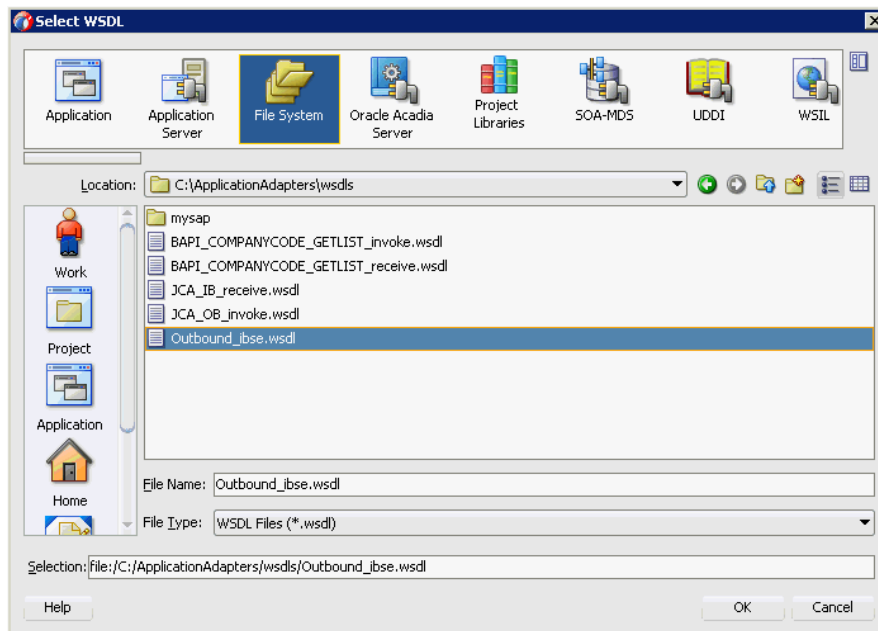 Select WSDL
Application
Application Server
File System
Oracle Acadia Server
Project Libraries
SOA-MDS
UDDI
WSIL
Location: C:\ApplicationAdapters\wsdls
Work
Project
Application
Home
mysap
BAPI_COMPANYCODE_GETLIST_invoke.wsdl
BAPI_COMPANYCODE_GETLIST_receive.wsdl
JCA_IB_receive.wsdl
JCA_OB_invoke.wsdl
Outbound_ibse.wsdl
File Name: Outbound_ibse.wsdl
File Type: WSDL Files (*.wsdl)
Selection: file:/C:/ApplicationAdapters/wsdls/Outbound_ibse.wsdl
Help
OK
Cancel